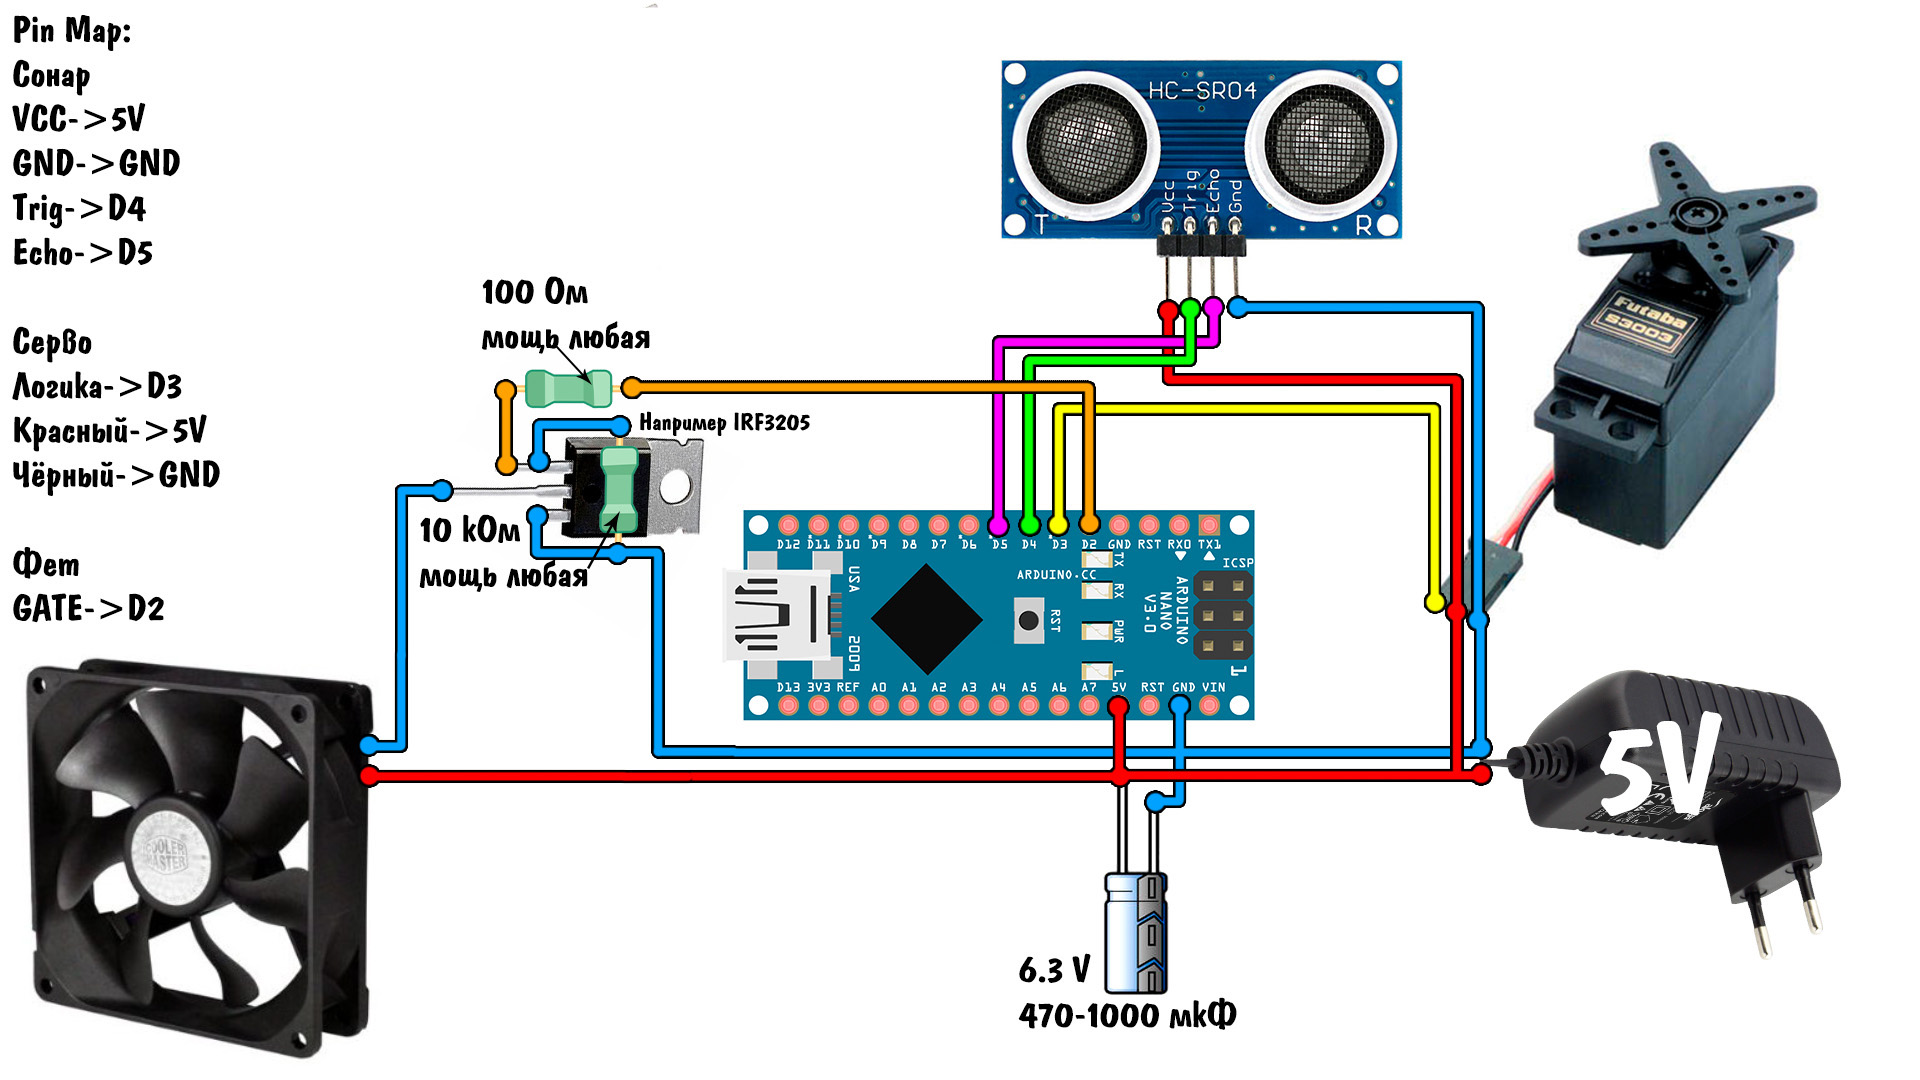 Pin Map:
Сонар
VCC->5V
GND->GND
Trig->D4
Echo->D5
Серво
Логика->D3
Красный->5V
Чёрный->GND
Фет
GATE->D2
HC-SR04
Vcc
Trig
Echo
Gnd
T
R
Futaba
S3003
100 Ом
мощь любая
Например IRF3205
10 кОм
мощь любая
D12 D11 D10 D9 D8 D7 D6 D5 D4 D3 D2 GND RST RX0 TX1
ICSP
ARDUINO.CC
TX
RX
PWR
L
RST
ARDUINO
NANO
V3.0
USA
2009
1
D13 3V3 REF A0 A1 A2 A3 A4 A5 A6 A7 5V RST GND VIN
COOLER
MASTER
5V
6.3 V
470-1000 мкФ